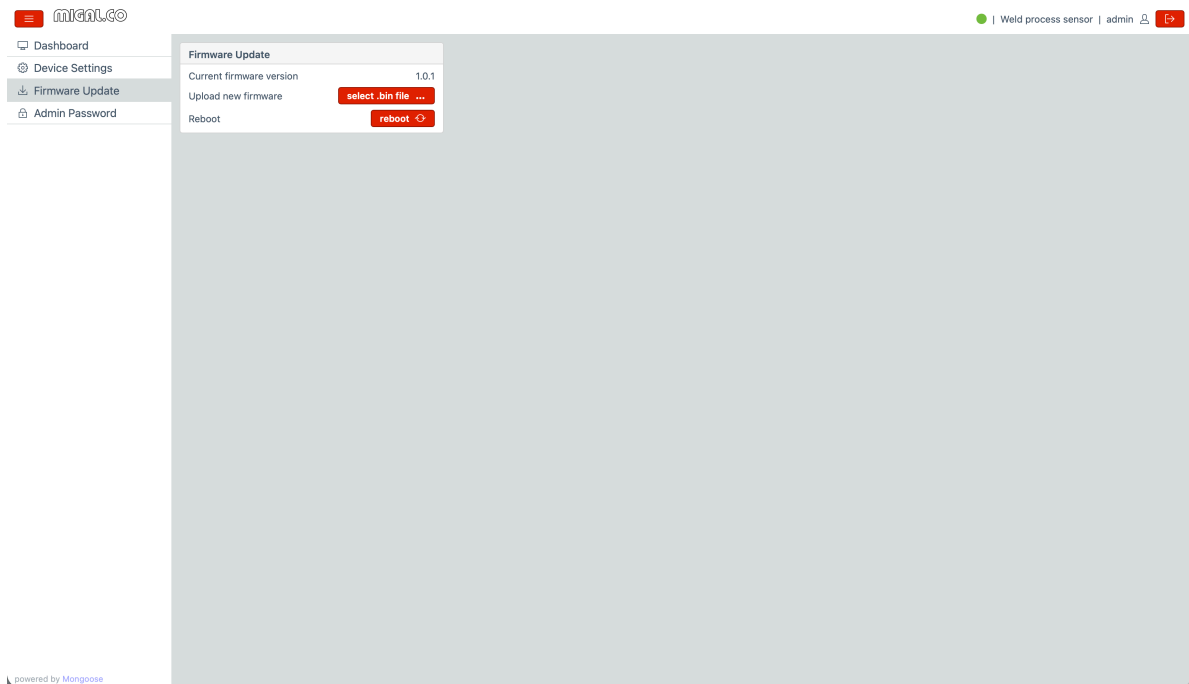 MIGAL.CO
| Weld process sensor | admin
Dashboard
Device Settings
Firmware Update
Admin Password
Firmware Update
Current firmware version 1.0.1
Upload new firmware select .bin file ...
Reboot reboot
powered by Mongoose